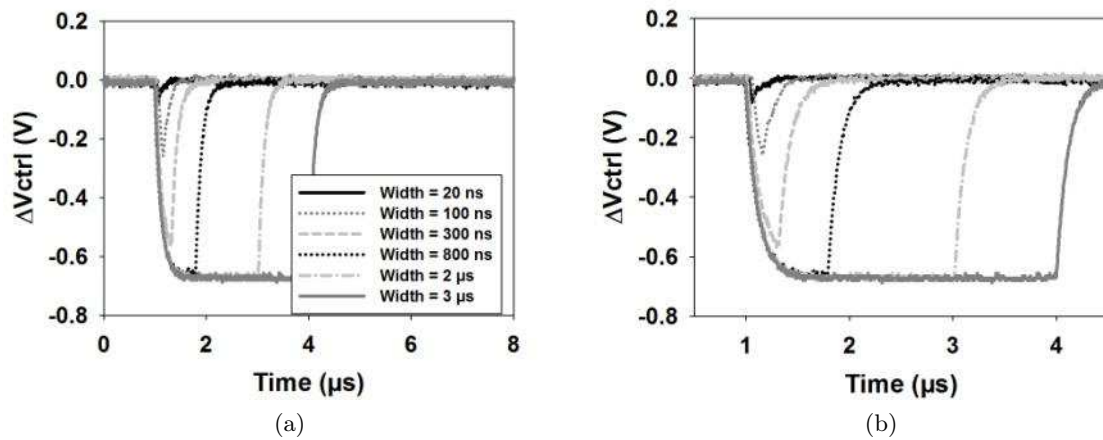 0.2
0.0
-0.2
-0.4
-0.6
-0.8
ΔVctrl (V)
Width = 20 ns
Width = 100 ns
Width = 300 ns
Width = 800 ns
Width = 2 µs
Width = 3 µs
0 2 4 6 8
Time (µs)
(a)
0.2
0.0
-0.2
-0.4
-0.6
-0.8
ΔVctrl (V)
1 2 3 4
Time (µs)
(b)